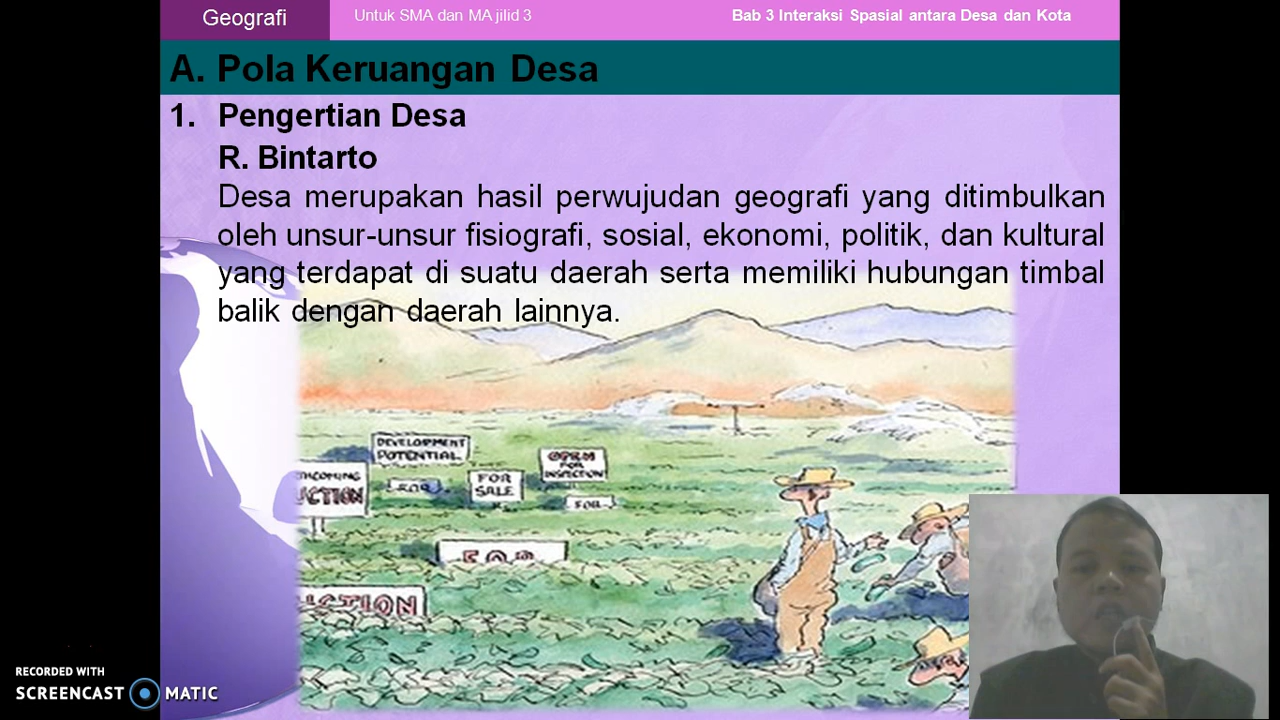 Geografi
Untuk SMA dan MA jilid 3
Bab 3 Interaksi Spasial antara Desa dan Kota
A. Pola Keruangan Desa
1. Pengertian Desa
R. Bintarto
Desa merupakan hasil perwujudan geografi yang ditimbulkan
oleh unsur-unsur fisiografi, sosial, ekonomi, politik, dan kultural
yang terdapat di suatu daerah serta memiliki hubungan timbal
balik dengan daerah lainnya.
DEVELOPMENT
POTENTIAL
OPEN
FOR
INSPECTION
FOR
SALE
FOR
FOR
RECORDED WITH
SCREENCAST MATIC